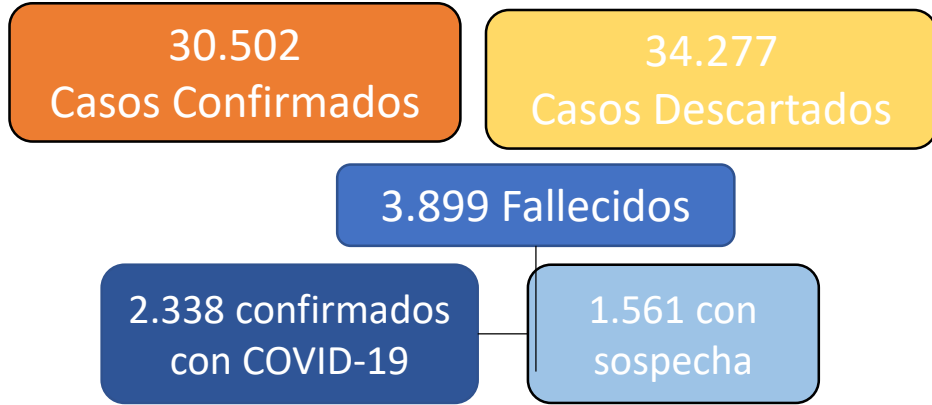 30.502
Casos Confirmados
34.277
Casos Descartados
3.899 Fallecidos
2.338 confirmados
con COVID-19
1.561 con
sospecha